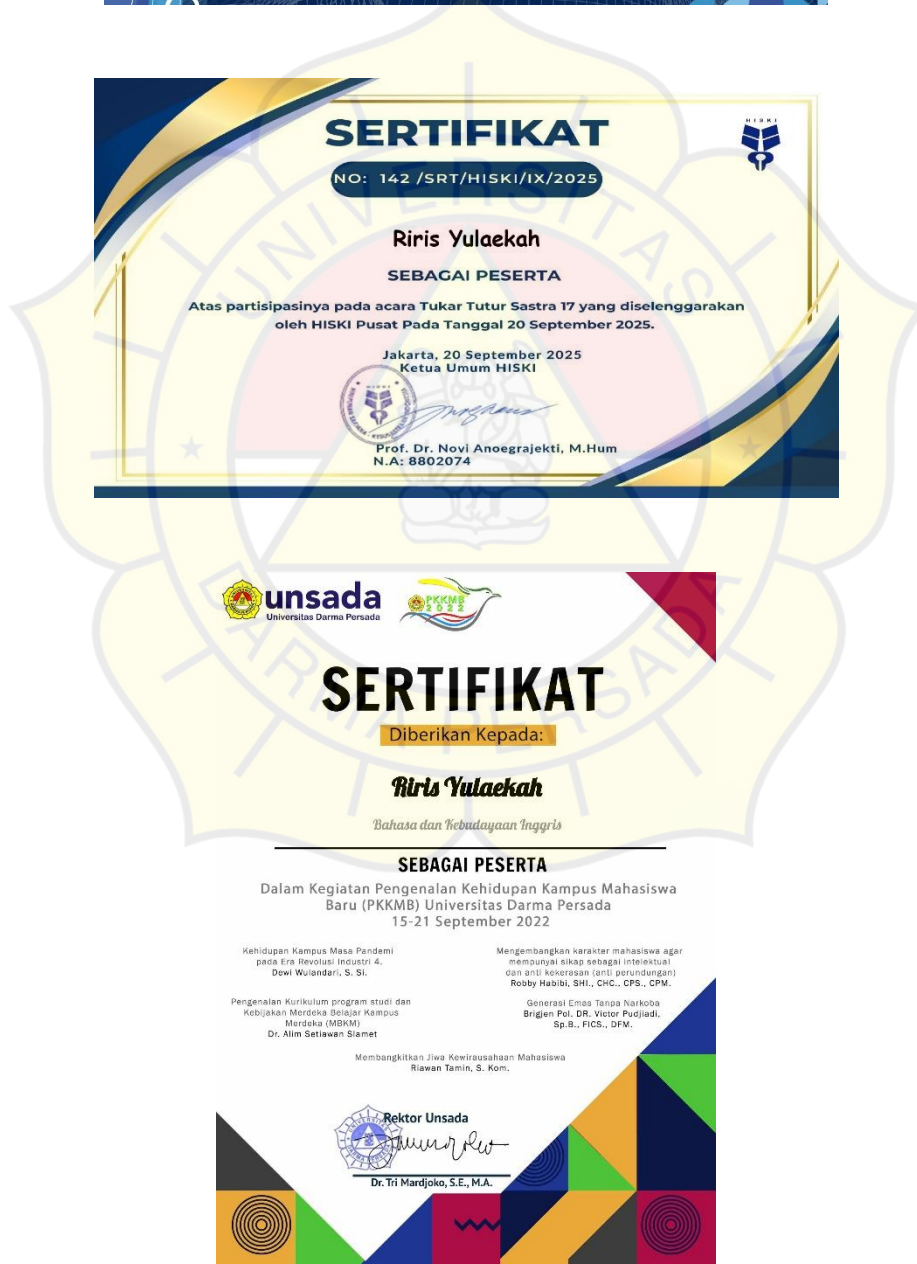 SERTIFIKAT
HISKI
NO: 142 /SRT/HISKI/IX/2025
Riris Yulaekah
SEBAGAI PESERTA
Atas partisipasinya pada acara Tukar Tutur Sastra 17 yang diselenggarakan
oleh HISKI Pusat Pada Tanggal 20 September 2025.
Jakarta, 20 September 2025
Ketua Umum HISKI
Prof. Dr. Novi Anoegrajekti, M.Hum
N.A: 8802074
UNIVERSITAS
DARMA PERSADA
unsada
Universitas Darma Persada
PKKMB
2022
SERTIFIKAT
Diberikan Kepada:
Riris Yulaekah
Bahasa dan Kebudayaan Inggris
SEBAGAI PESERTA
Dalam Kegiatan Pengenalan Kehidupan Kampus Mahasiswa
Baru (PKKMB) Universitas Darma Persada
15-21 September 2022
Kehidupan Kampus Masa Pandemi
pada Era Revolusi Industri 4.
Dewi Wulandari, S. Si.
Mengembangkan karakter mahasiswa agar
mempunyai sikap sebagai intelektual
dan anti kekerasan (anti perundungan)
Robby Habibi, SHI., CHC., CPS., CPM.
Pengenalan Kurikulum program studi dan
Kebijakan Merdeka Belajar Kampus
Merdeka (MBKM)
Dr. Alim Setiawan Slamet
Generasi Emas Tanpa Narkoba
Brigjen Pol. DR. Victor Pudjiadi,
Sp.B., FICS., DFM.
Membangkitkan Jiwa Kewirausahaan Mahasiswa
Riawan Tamin, S. Kom.
Rektor Unsada
Dr. Tri Mardjoko, S.E., M.A.